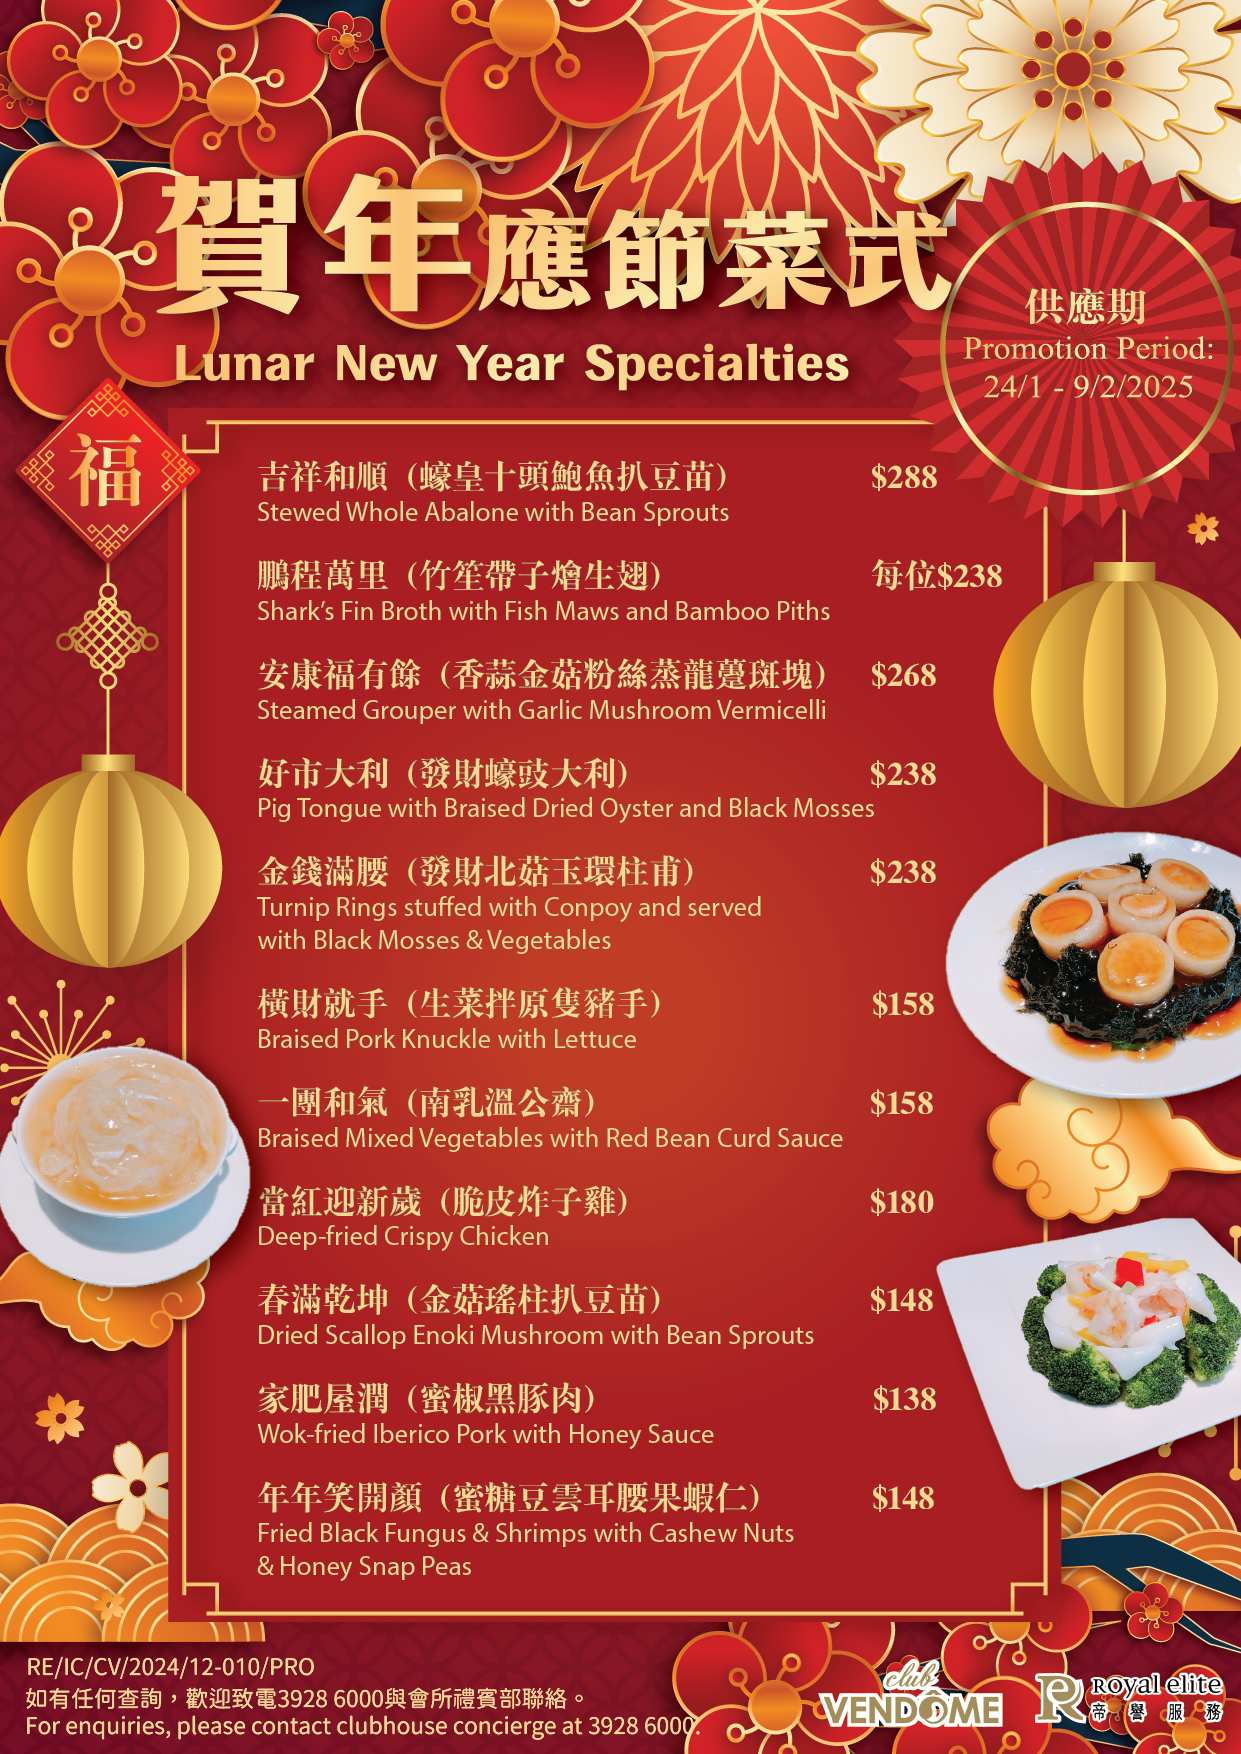 賀年應節菜式
Lunar New Year Specialties
供應期
Promotion Period:
24/1 - 9/2/2025
福
吉祥和順（蠔皇十頭鮑魚扒豆苗） $288
Stewed Whole Abalone with Bean Sprouts
鵬程萬里（竹笙帶子燴生翅） 每位$238
Shark's Fin Broth with Fish Maws and Bamboo Piths
安康福有餘（香蒜金菇粉絲蒸龍躉斑塊） $268
Steamed Grouper with Garlic Mushroom Vermicelli
好市大利（發財蠔豉大利） $238
Pig Tongue with Braised Dried Oyster and Black Mosses
金錢滿腰（發財北菇玉環柱甫） $238
Turnip Rings stuffed with Conpoy and served
with Black Mosses & Vegetables
橫財就手（生菜拌原隻豬手） $158
Braised Pork Knuckle with Lettuce
一團和氣（南乳溫公齋） $158
Braised Mixed Vegetables with Red Bean Curd Sauce
當紅迎新歲（脆皮炸子雞） $180
Deep-fried Crispy Chicken
春滿乾坤（金菇瑤柱扒豆苗） $148
Dried Scallop Enoki Mushroom with Bean Sprouts
家肥屋潤（蜜椒黑豚肉） $138
Wok-fried Iberico Pork with Honey Sauce
年年笑開顏（蜜糖豆雲耳腰果蝦仁） $148
Fried Black Fungus & Shrimps with Cashew Nuts
& Honey Snap Peas
RE/IC/CV/2024/12-010/PRO
如有任何查詢，歡迎致電3928 6000與會所禮賓部聯絡。
For enquiries, please contact clubhouse concierge at 3928 6000.
club
VENDÔME
Royal elite
帝譽服務